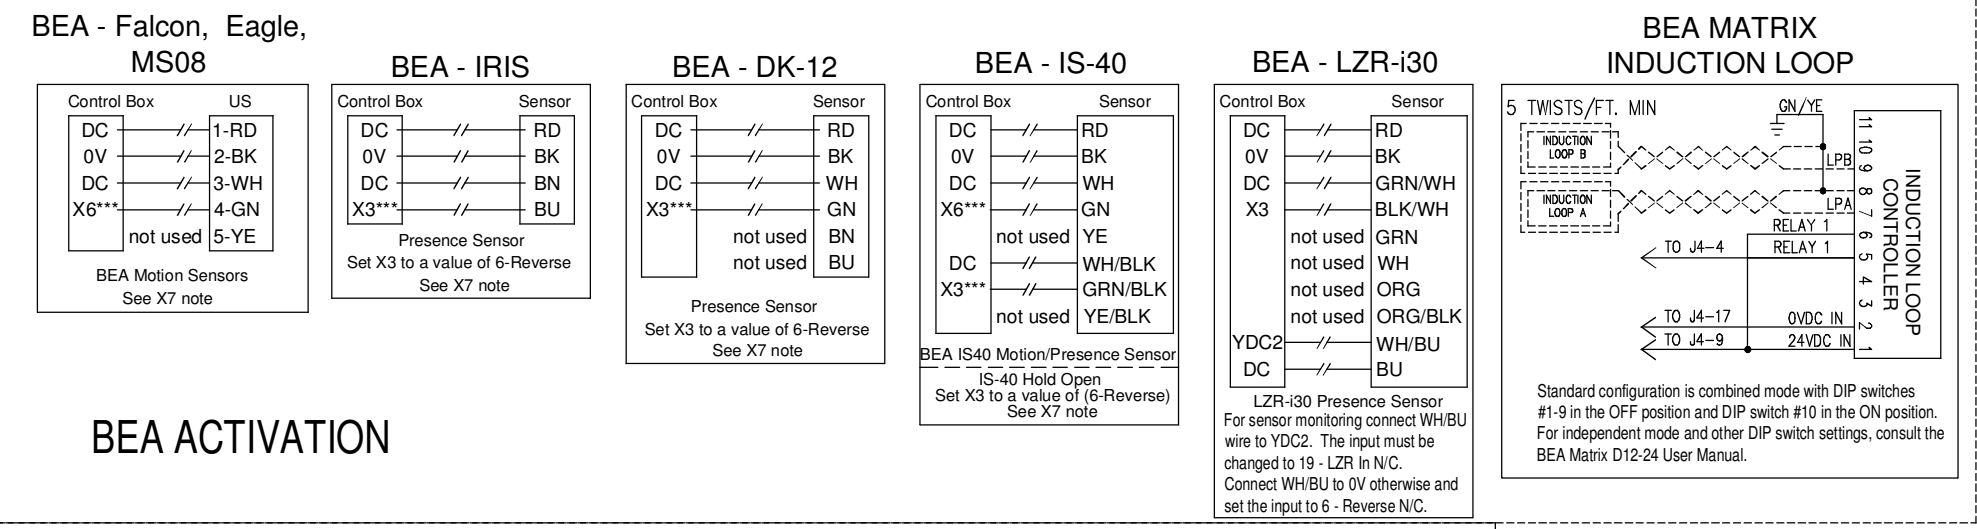 BEA - Falcon, Eagle,
MS08
Control Box US
DC 1-RD
0V 2-BK
DC 3-WH
X6*** 4-GN
not used 5-YE
BEA Motion Sensors
See X7 note
BEA - IRIS
Control Box Sensor
DC RD
0V BK
DC BN
X3*** BU
Presence Sensor
Set X3 to a value of 6-Reverse
See X7 note
BEA - DK-12
Control Box Sensor
DC RD
0V BK
DC WH
X3*** GN
not used BN
not used BU
Presence Sensor
Set X3 to a value of 6-Reverse
See X7 note
BEA - IS-40
Control Box Sensor
DC RD
0V BK
DC WH
X6*** GN
not used YE
DC WH/BLK
X3*** GRN/BLK
not used YE/BLK
BEA IS40 Motion/Presence Sensor
IS-40 Hold Open
Set X3 to a value of (6-Reverse)
See X7 note
BEA - LZR-i30
Control Box Sensor
DC RD
0V BK
DC GRN/WH
X3 BLK/WH
not used GRN
not used WH
not used ORG
not used ORG/BLK
YDC2 WH/BU
DC BU
LZR-i30 Presence Sensor
For sensor monitoring connect WH/BU
wire to YDC2. The input must be
changed to 19 - LZR In N/C.
Connect WH/BU to 0V otherwise and
set the input to 6 - Reverse N/C.
BEA MATRIX
INDUCTION LOOP
5 TWISTS/FT. MIN
GN/YE
INDUCTION
LOOP B
LPB
INDUCTION
LOOP A
LPA
RELAY 1
TO J4-4 RELAY 1
TO J4-17 0VDC IN
TO J4-9 24VDC IN
11 10 9 8 7 6 5 4 3 2 1
INDUCTION LOOP
CONTROLLER
Standard configuration is combined mode with DIP switches
#1-9 in the OFF position and DIP switch #10 in the ON position.
For independent mode and other DIP switch settings, consult the
BEA Matrix D12-24 User Manual.
BEA ACTIVATION